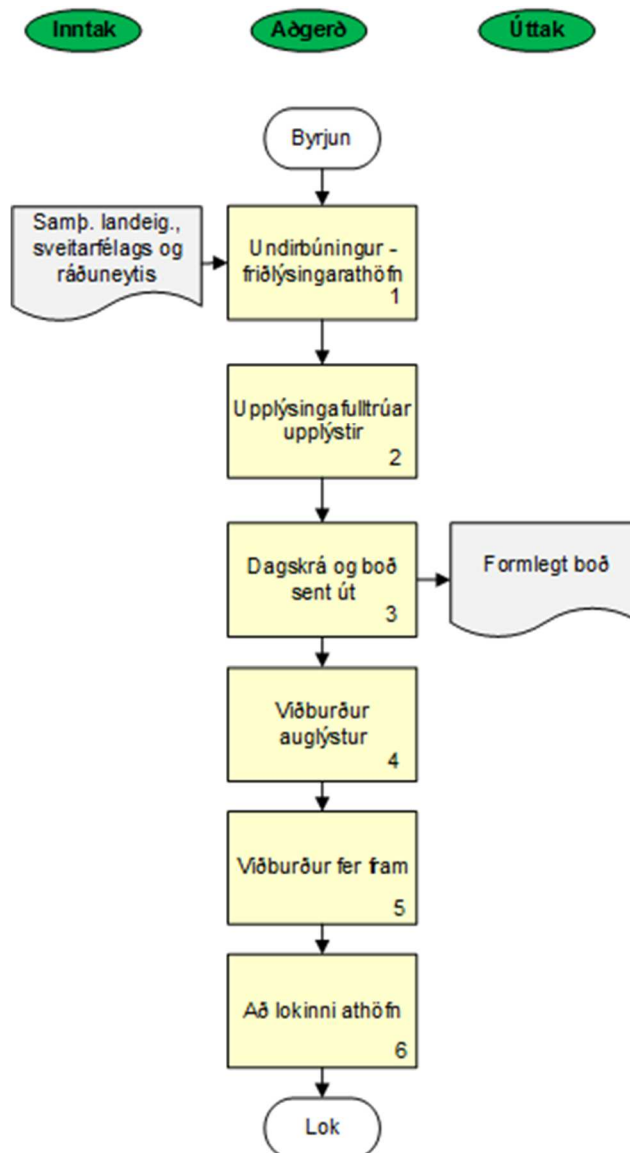 Inntak
Aðgerð
Úttak
Byrjun
Samþ. landeig.,
sveitarfélags og
ráðuneytis
Undirbúningur -
friðlýsingarathöfn
1
Upplýsingafulltrúar
upplýstir
2
Dagskrá og boð
sent út
3
Formlegt boð
Viðburður
auglýstur
4
Viðburður fer fram
5
Að lokinni athöfn
6
Lok